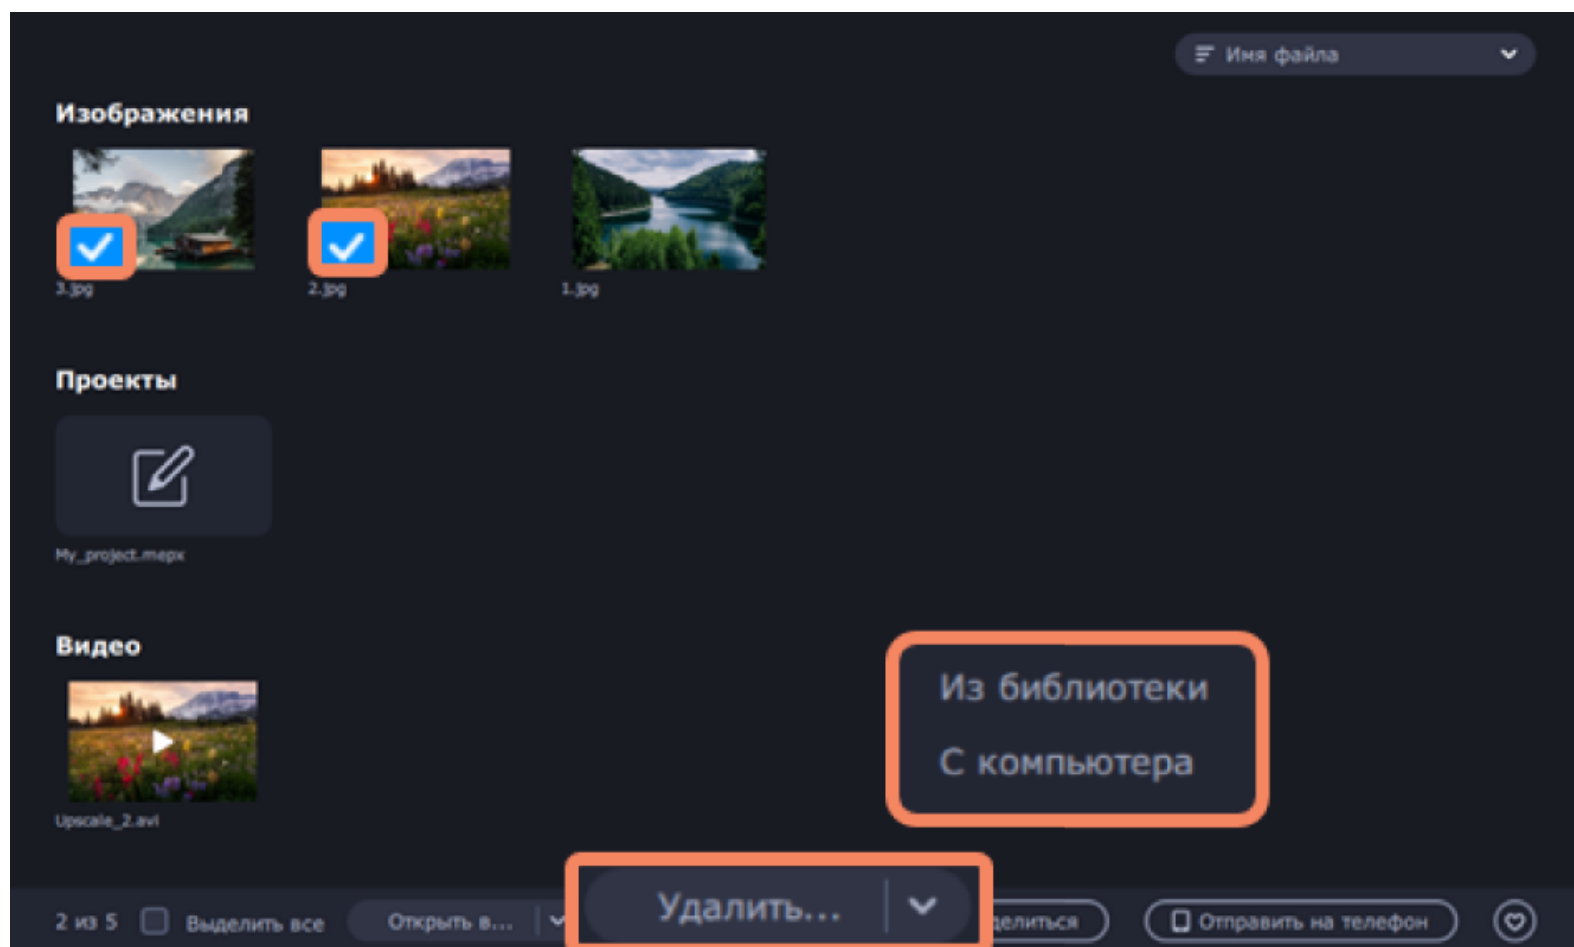 Имя файла
Изображения
3.jpg
2.jpg
1.jpg
Проекты
My_project.mepx
Видео
Upscale_2.avi
Из библиотеки
С компьютера
2 из 5
Выделить все
Открыть в...
Удалить...
делиться
Отправить на телефон